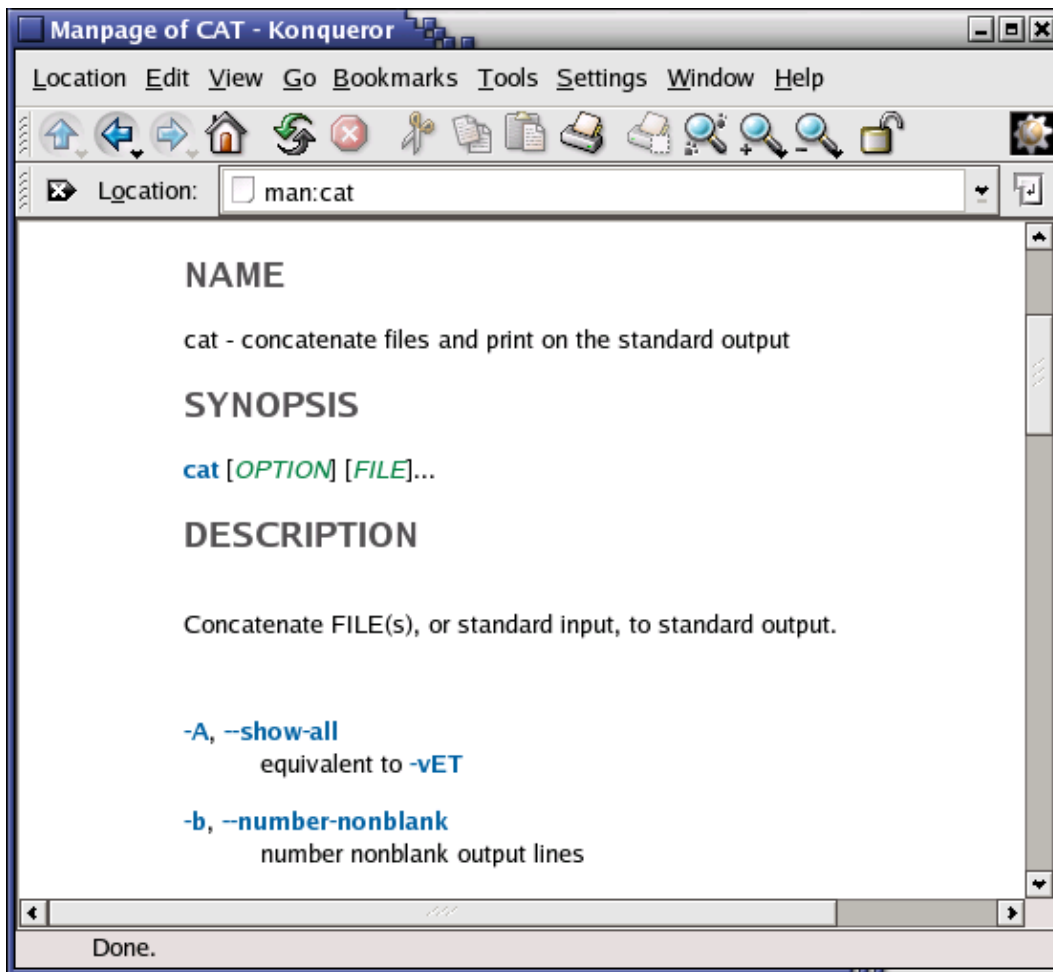 Manpage of CAT - Konqueror
Location Edit View Go Bookmarks Tools Settings Window Help
Location: man:cat
NAME
cat - concatenate files and print on the standard output
SYNOPSIS
cat [OPTION] [FILE]...
DESCRIPTION
Concatenate FILE(s), or standard input, to standard output.
-A, --show-all
equivalent to -vET
-b, --number-nonblank
number nonblank output lines
Done.